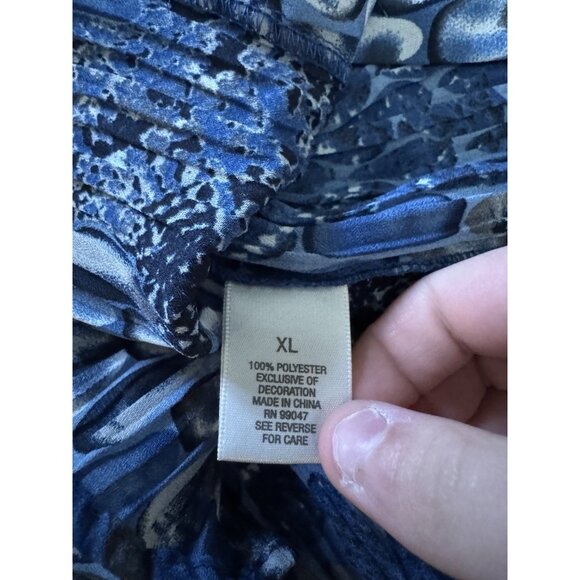 XL
100% POLYESTER
EXCLUSIVE OF
DECORATION
MADE IN CHINA
RN 99047
SEE REVERSE
FOR CARE